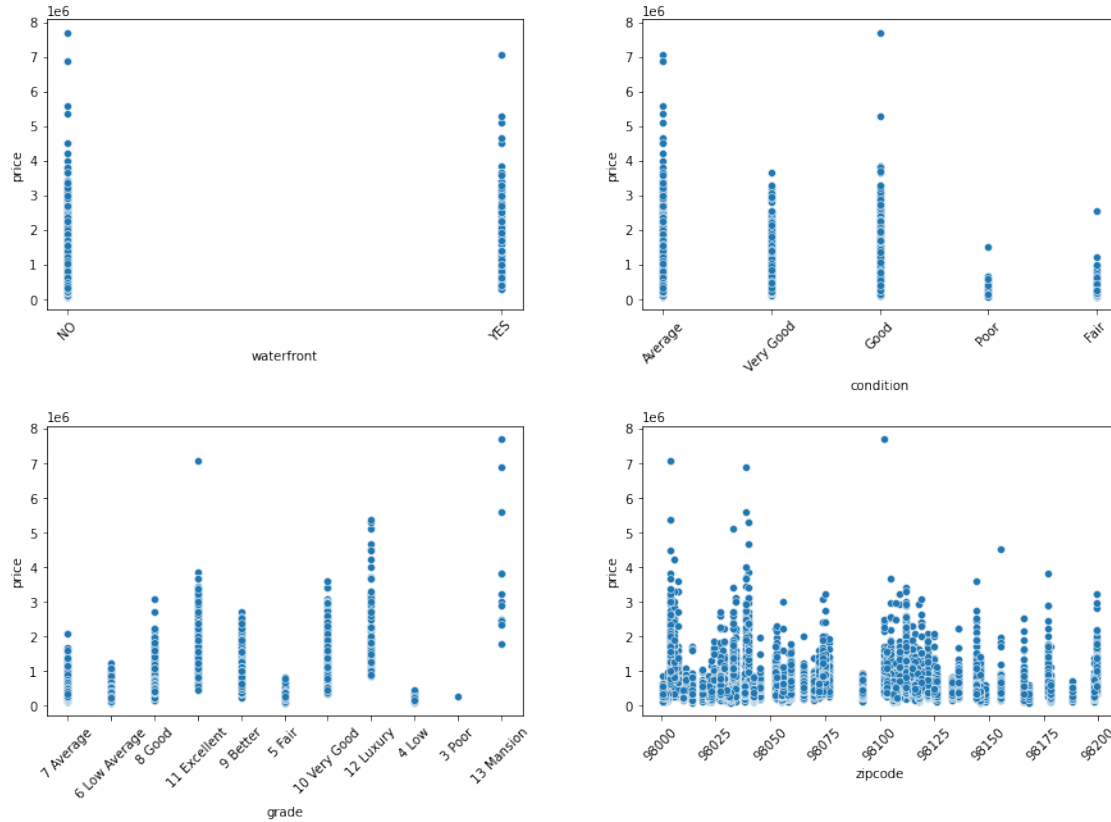 1e6
8
7
6
5
4
3
2
1
0
price
NO
YES
waterfront
1e6
8
7
6
5
4
3
2
1
0
price
Average
Very Good
Good
Poor
Fair
condition
1e6
8
7
6
5
4
3
2
1
0
price
7 Average
6 Low Average
8 Good
11 Excellent
9 Better
5 Fair
10 Very Good
12 Luxury
4 Low
3 Poor
13 Mansion
grade
1e6
8
7
6
5
4
3
2
1
0
price
98000
98025
98050
98075
98100
98125
98150
98175
98200
zipcode